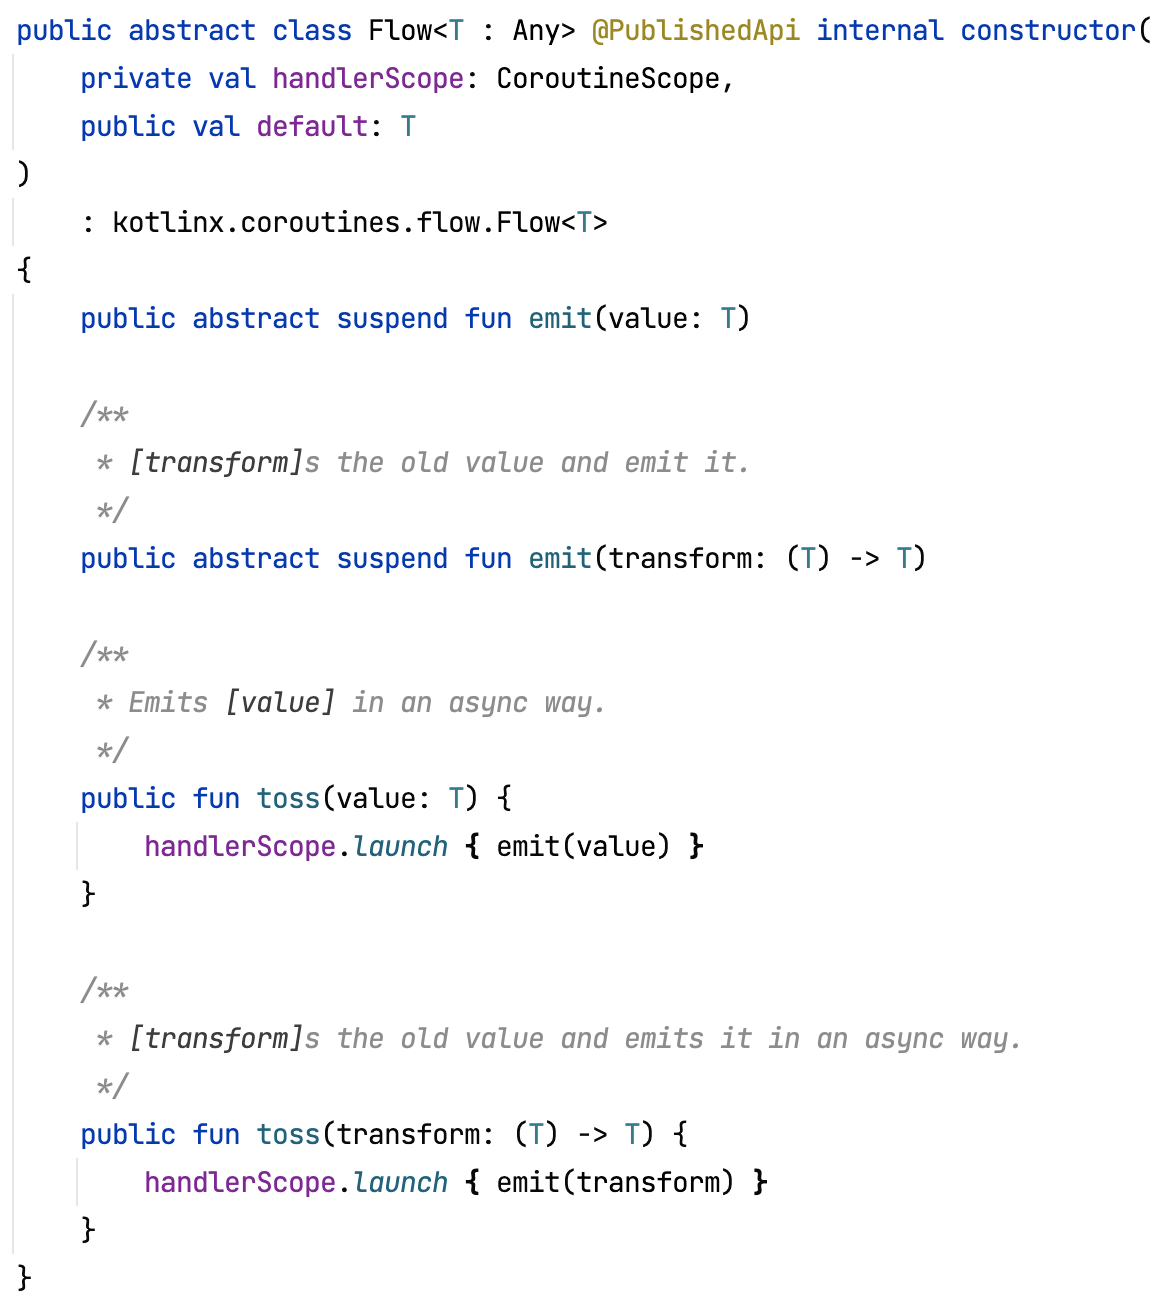 public abstract class Flow<T : Any> @PublishedApi internal constructor(
    private val handlerScope: CoroutineScope,
    public val default: T
)
    : kotlinx.coroutines.flow.Flow<T>
{
    public abstract suspend fun emit(value: T)

    /**
     * [transform]s the old value and emit it.
     */
    public abstract suspend fun emit(transform: (T) -> T)

    /**
     * Emits [value] in an async way.
     */
    public fun toss(value: T) {
        handlerScope.launch { emit(value) }
    }

    /**
     * [transform]s the old value and emits it in an async way.
     */
    public fun toss(transform: (T) -> T) {
        handlerScope.launch { emit(transform) }
    }
}